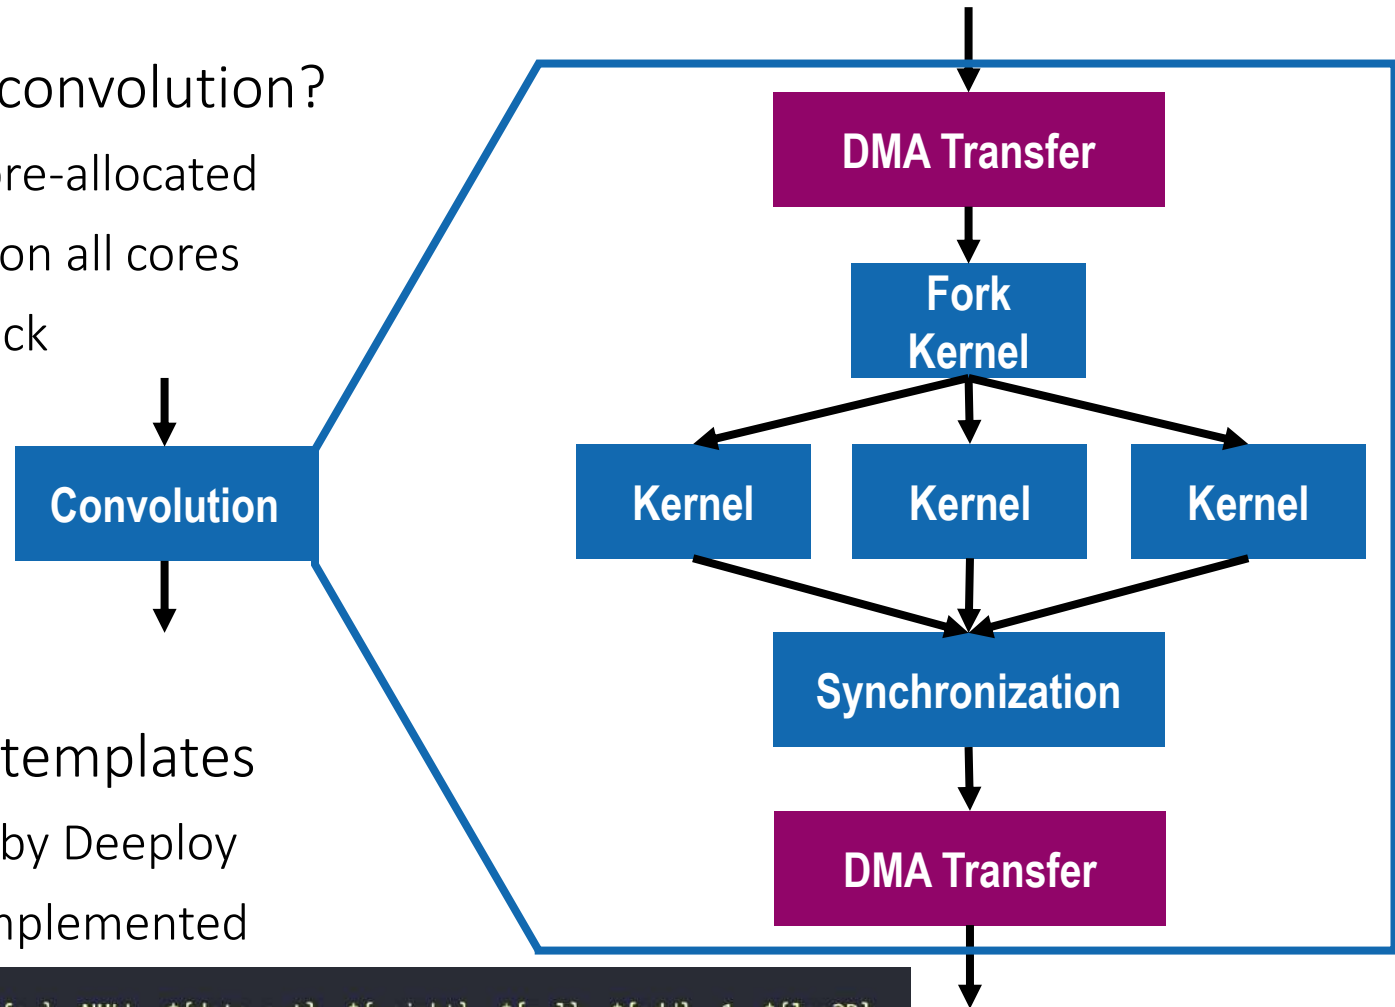 convolution?
ore-allocated
on all cores
ck
Convolution
templates
by Deeploy
nplemented
DMA Transfer
Fork
Kernel
Kernel
Kernel
Kernel
Synchronization
DMA Transfer